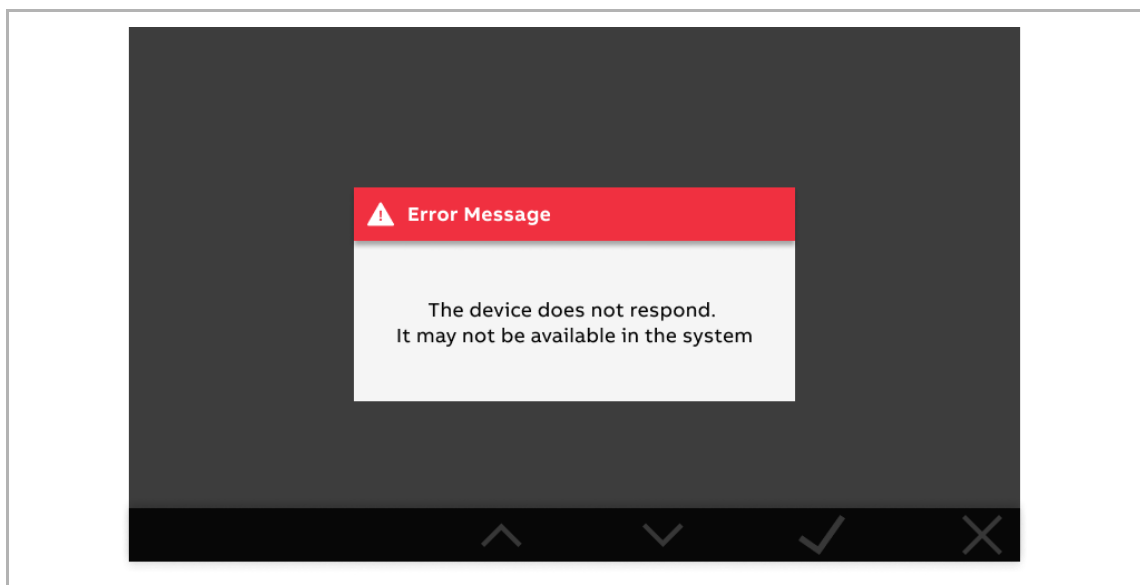 Error Message
The device does not respond.
It may not be available in the system